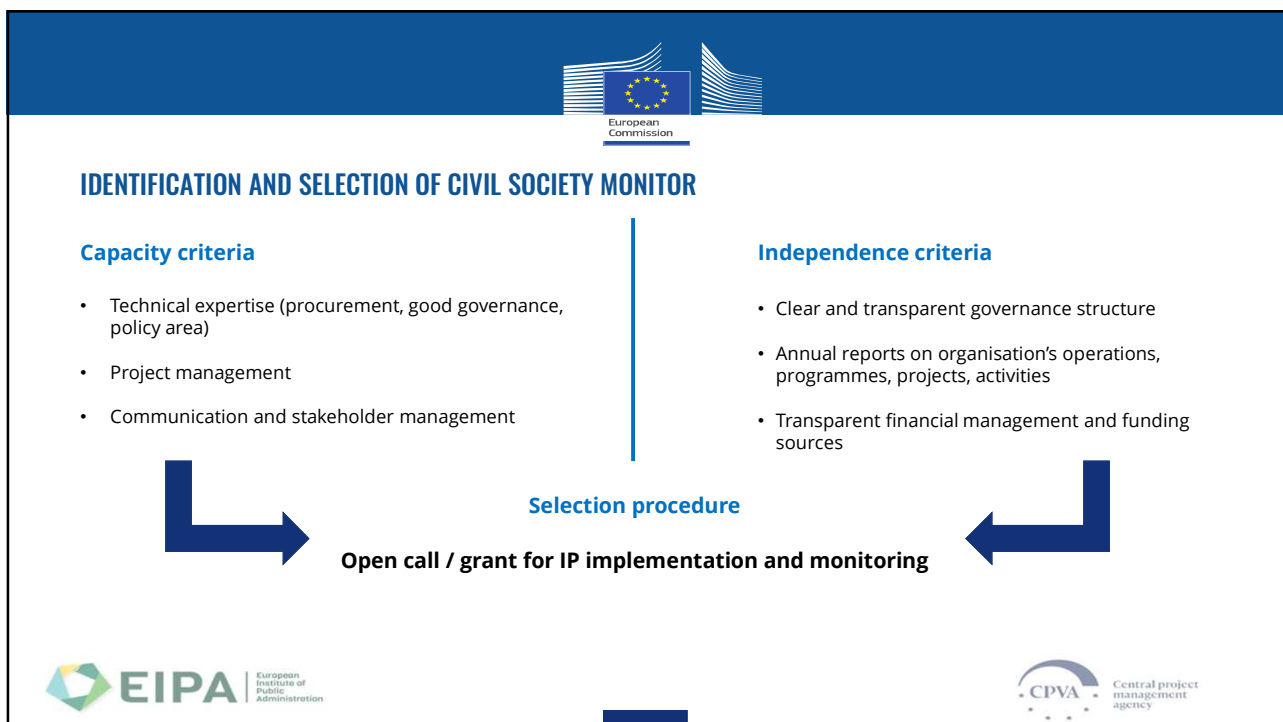 European
Commission
IDENTIFICATION AND SELECTION OF CIVIL SOCIETY MONITOR
Capacity criteria
• Technical expertise (procurement, good governance,
policy area)
• Project management
• Communication and stakeholder management
Independence criteria
• Clear and transparent governance structure
• Annual reports on organisation’s operations,
programmes, projects, activities
• Transparent financial management and funding
sources
Selection procedure
Open call / grant for IP implementation and monitoring
EIPA
European
Institute of
Public
Administration
CPVA
Central project
management
agency